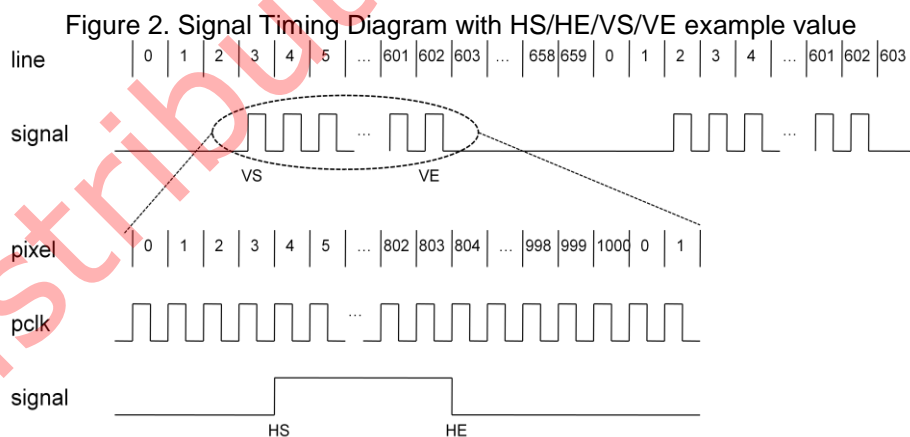 Figure 2. Signal Timing Diagram with HS/HE/VS/VE example value
line 0 1 2 3 4 5 ... 601 602 603 ... 658 659 0 1 2 3 4 ... 601 602 603
signal ... ...
VS VE
pixel 0 1 2 3 4 5 ... 802 803 804 ... 998 999 1000 0 1
pclk ...
signal
HS HE
stribut